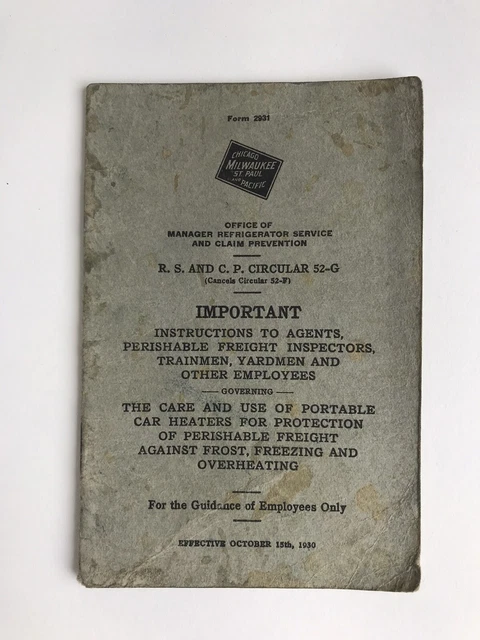 Form 2931
CHICAGO
MILWAUKEE
ST PAUL
AND PACIFIC
OFFICE OF
MANAGER REFRIGERATOR SERVICE
AND CLAIM PREVENTION
R. S. AND C. P. CIRCULAR 52-G
(Cancels Circular 52-F)
IMPORTANT
INSTRUCTIONS TO AGENTS,
PERISHABLE FREIGHT INSPECTORS,
TRAINMEN, YARDMEN AND
OTHER EMPLOYEES
GOVERNING
THE CARE AND USE OF PORTABLE
CAR HEATERS FOR PROTECTION
OF PERISHABLE FREIGHT
AGAINST FROST, FREEZING AND
OVERHEATING
For the Guidance of Employees Only
EFFECTIVE OCTOBER 15th, 1930